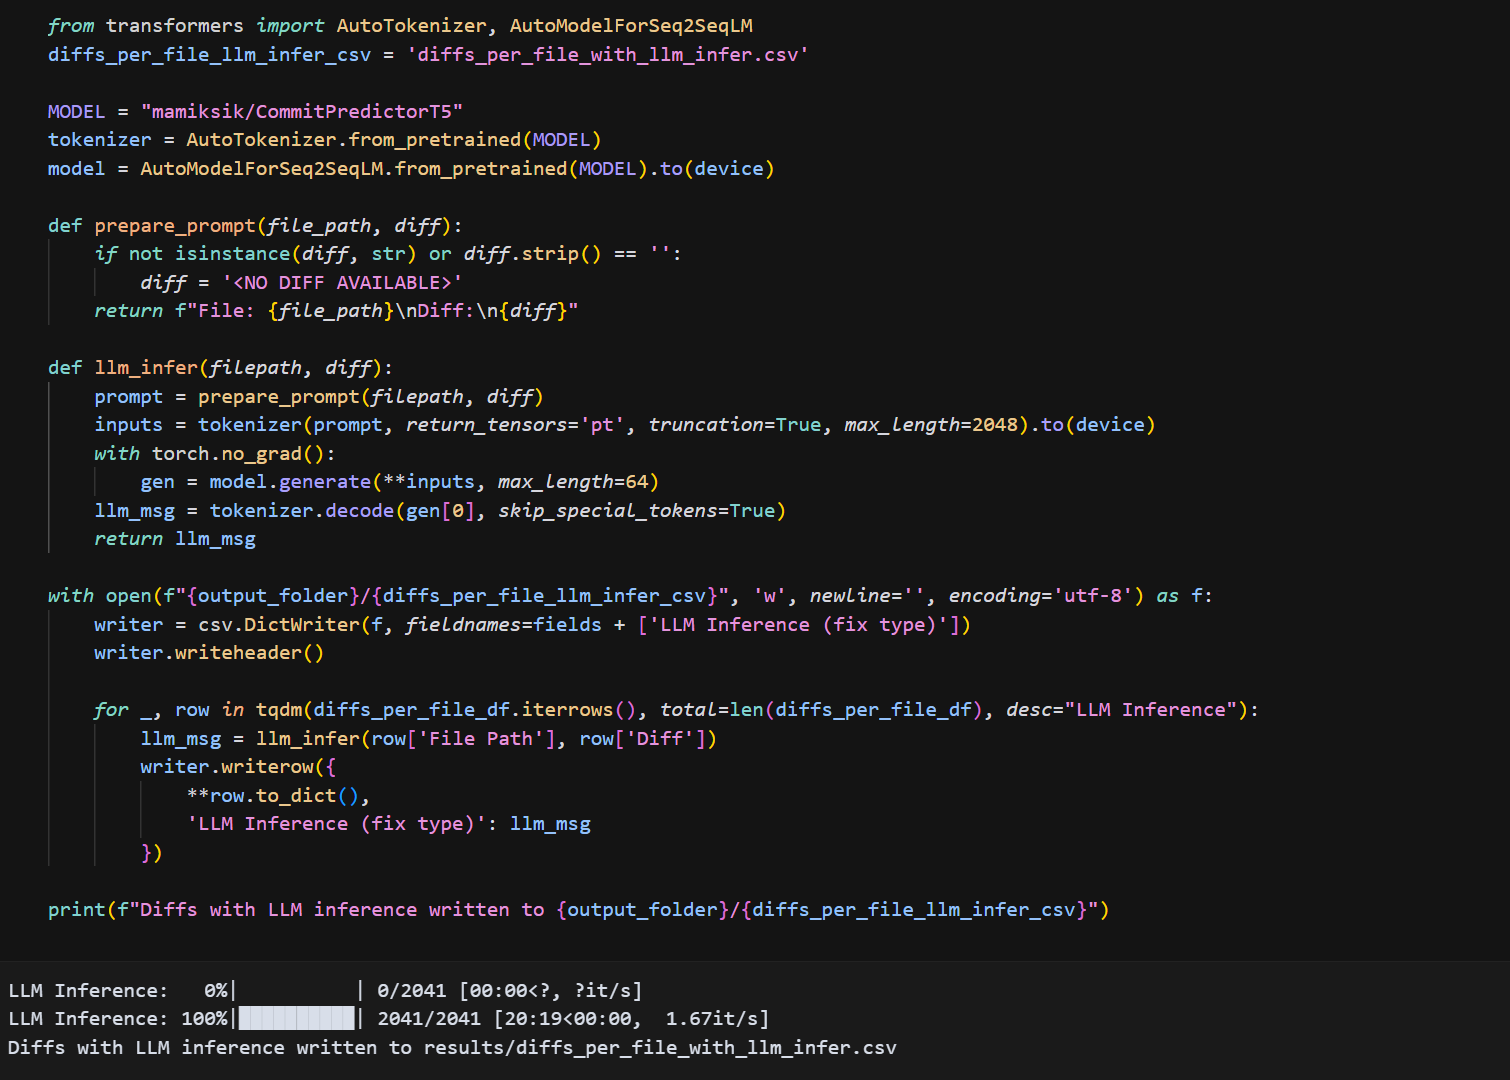 from transformers import AutoTokenizer, AutoModelForSeq2SeqLM
diffs_per_file_llm_infer_csv = 'diffs_per_file_with_llm_infer.csv'

MODEL = "mamiksik/CommitPredictorT5"
tokenizer = AutoTokenizer.from_pretrained(MODEL)
model = AutoModelForSeq2SeqLM.from_pretrained(MODEL).to(device)

def prepare_prompt(file_path, diff):
    if not isinstance(diff, str) or diff.strip() == '':
        diff = '<NO DIFF AVAILABLE>'
    return f"File: {file_path}\nDiff:\n{diff}"

def llm_infer(filepath, diff):
    prompt = prepare_prompt(filepath, diff)
    inputs = tokenizer(prompt, return_tensors='pt', truncation=True, max_length=2048).to(device)
    with torch.no_grad():
        gen = model.generate(**inputs, max_length=64)
    llm_msg = tokenizer.decode(gen[0], skip_special_tokens=True)
    return llm_msg

with open(f"{output_folder}/{diffs_per_file_llm_infer_csv}", 'w', newline='', encoding='utf-8') as f:
    writer = csv.DictWriter(f, fieldnames=fields + ['LLM Inference (fix type)'])
    writer.writeheader()

    for _, row in tqdm(diffs_per_file_df.iterrows(), total=len(diffs_per_file_df), desc="LLM Inference"):
        llm_msg = llm_infer(row['File Path'], row['Diff'])
        writer.writerow({
            **row.to_dict(),
            'LLM Inference (fix type)': llm_msg
        })

print(f"Diffs with LLM inference written to {output_folder}/{diffs_per_file_llm_infer_csv}")

LLM Inference:   0%|          | 0/2041 [00:00<?, ?it/s]
LLM Inference: 100%|██████████| 2041/2041 [20:19<00:00,  1.67it/s]
Diffs with LLM inference written to results/diffs_per_file_with_llm_infer.csv